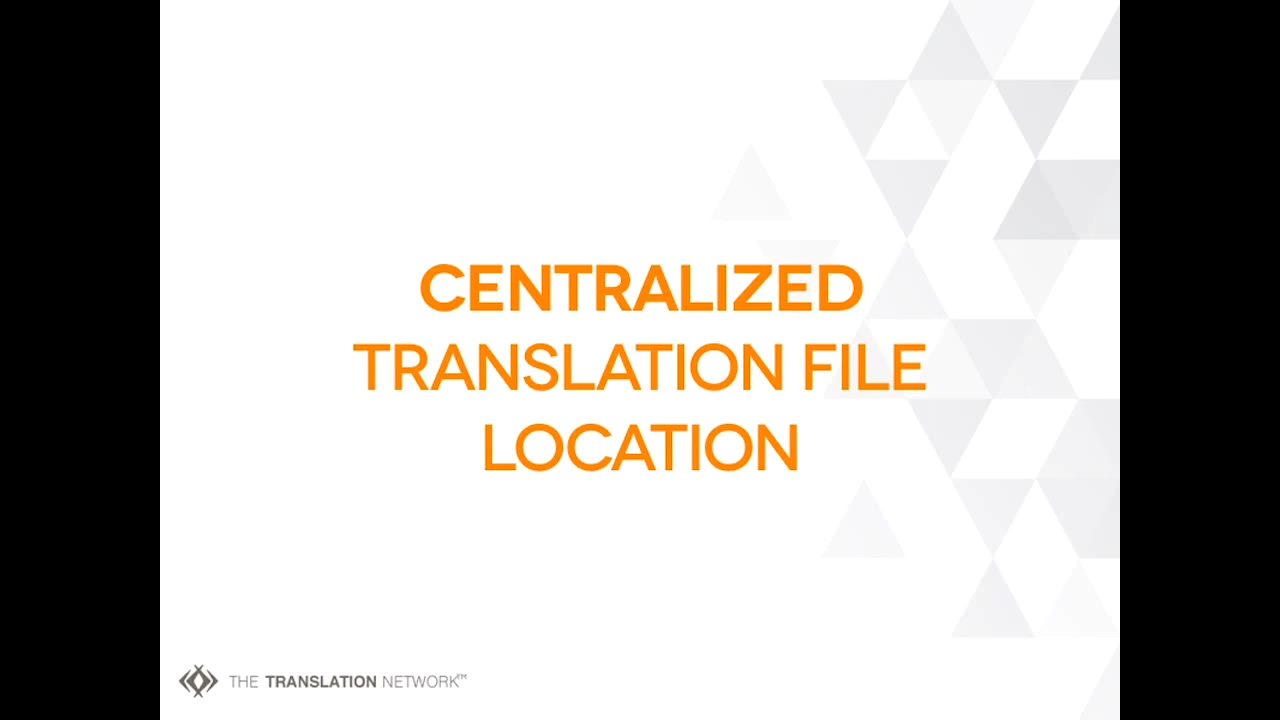 CENTRALIZED
TRANSLATION FILE
LOCATION
THE TRANSLATION NETWORK™